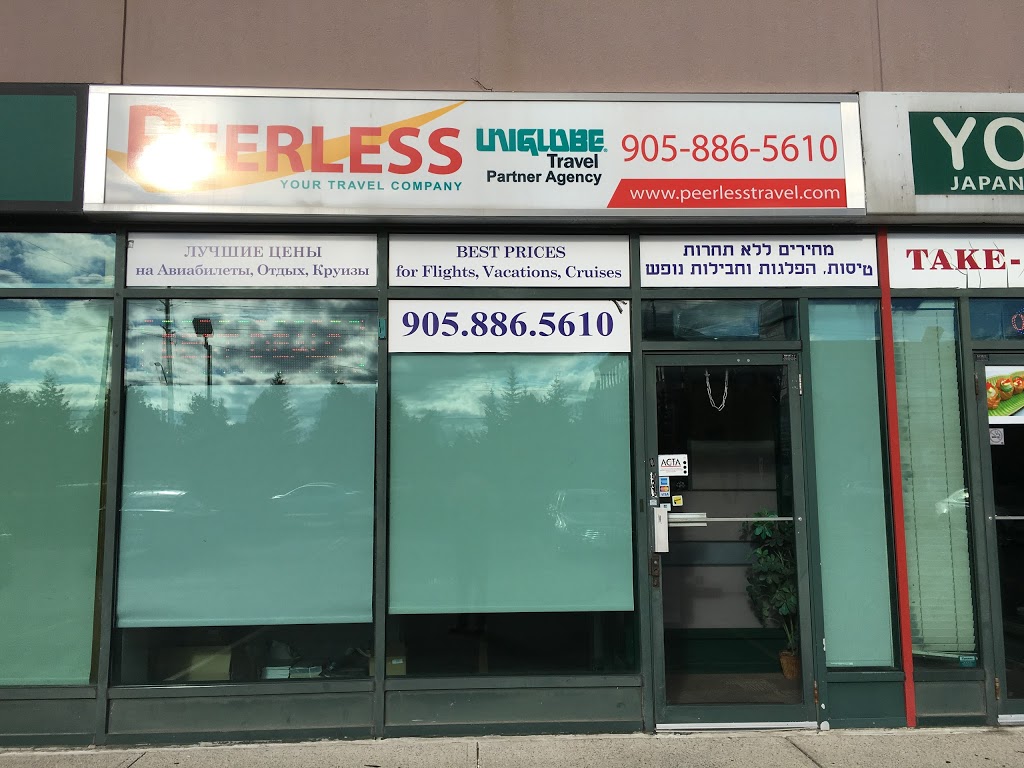 PEERLESS
YOUR TRAVEL COMPANY
UNIGLOBE
Travel
Partner Agency
905-886-5610
www.peerlesstravel.com
YO
JAPAN
ЛУЧШИЕ ЦЕНЫ
на Авиабилеты, Отдых, Круизы
BEST PRICES
for Flights, Vacations, Cruises
מחירים ללא תחרות
טיסות, הפלגות וחבילות נופש
TAKE-
905.886.5610
ACTA